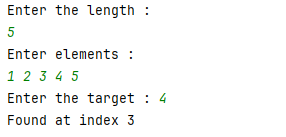 Enter the length :
5
Enter elements :
1 2 3 4 5
Enter the target : 4
Found at index 3